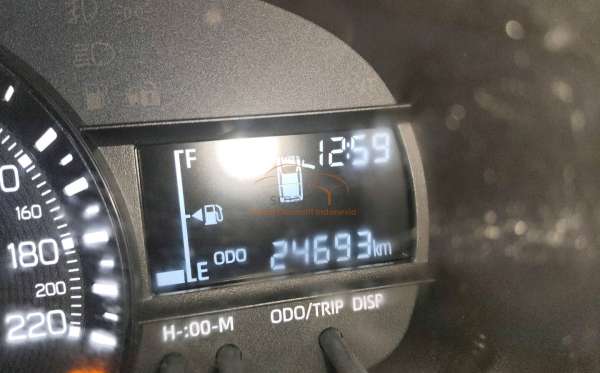 F
12:59
160
180
E
ODO
24693km
200
220
H-:00-M
ODO/TRIP
DISP